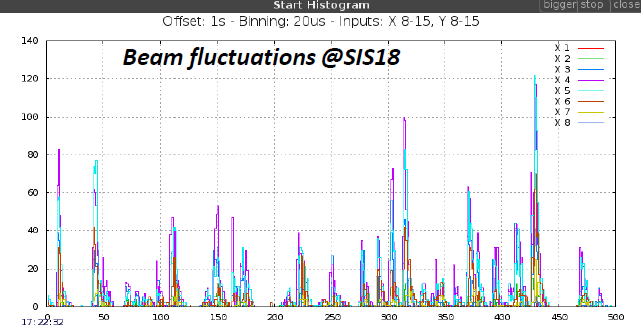 Start Histogram
bigger stop close
Offset: 1s - Binning: 20us - Inputs: X 8-15, Y 8-15
Beam fluctuations @SIS18
140
120
100
80
60
40
20
0
X 1
X 2
X 3
X 4
X 5
X 6
X 7
X 8
0 50 100 150 200 250 300 350 400 450 500
17:22:52